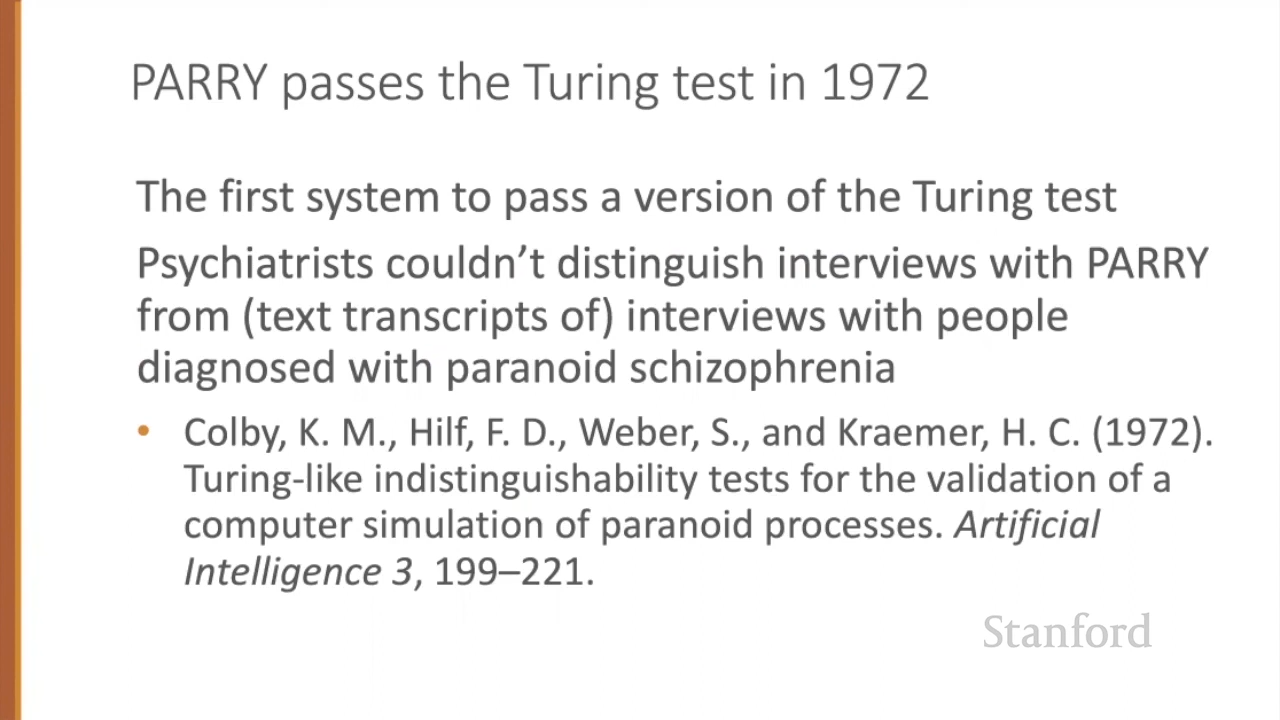 PARRY passes the Turing test in 1972
The first system to pass a version of the Turing test
Psychiatrists couldn’t distinguish interviews with PARRY
from (text transcripts of) interviews with people
diagnosed with paranoid schizophrenia
• Colby, K. M., Hilf, F. D., Weber, S., and Kraemer, H. C. (1972).
Turing-like indistinguishability tests for the validation of a
computer simulation of paranoid processes. Artificial
Intelligence 3, 199–221.
Stanford